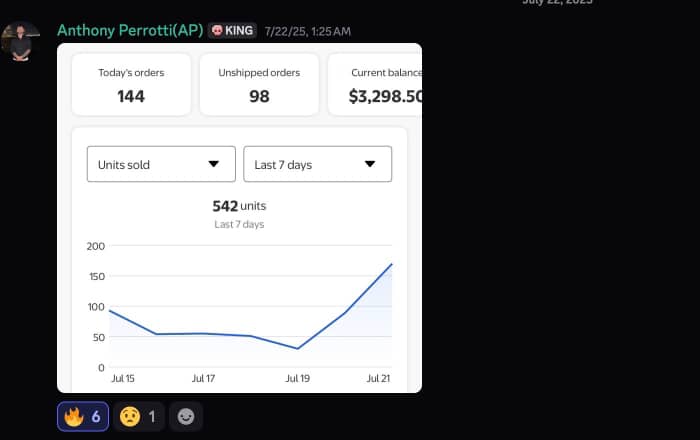 July 22, 2025
Anthony Perrotti(AP) KING 7/22/25, 1:25 AM
Today's orders Unshipped orders Current balance
144 98 $3,298.50
Units sold Last 7 days
542 units
Last 7 days
200
150
100
50
0
Jul 15 Jul 17 Jul 19 Jul 21
6 1